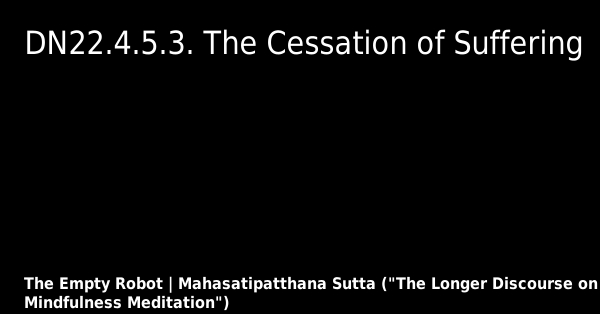 DN22.4.5.3. The Cessation of Suffering
The Empty Robot | Mahasatipatthana Sutta ("The Longer Discourse on
Mindfulness Meditation")